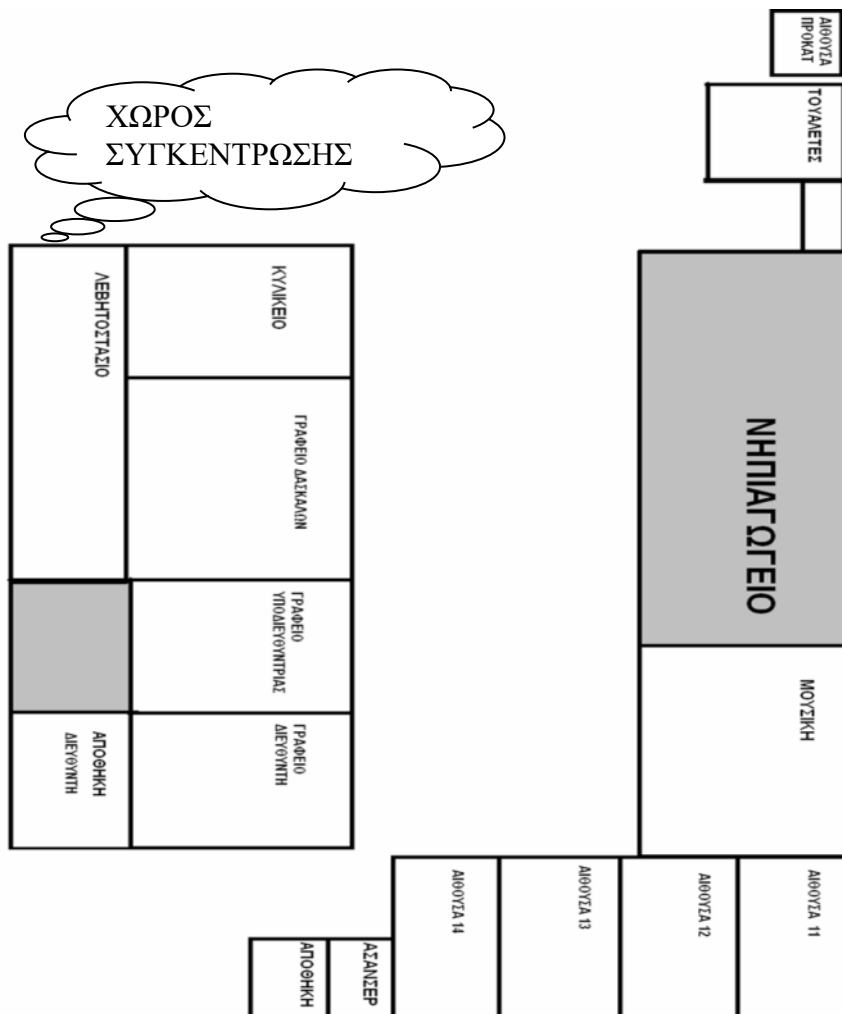 ΑΙΘΟΥΣΑ
ΠΡΟΚΑΤ
ΤΟΥΑΛΕΤΕΣ
ΧΩΡΟΣ
ΣΥΓΚΕΝΤΡΩΣΗΣ
ΛΕΒΗΤΟΣΤΑΣΙΟ
ΚΥΛΙΚΕΙΟ
ΓΡΑΦΕΙΟ ΔΑΣΚΑΛΩΝ
ΝΗΠΙΑΓΩΓΕΙΟ
ΓΡΑΦΕΙΟ
ΥΠΟΔΙΕΥΘΥΝΤΡΙΑΣ
ΜΟΥΣΙΚΗ
ΑΠΟΘΗΚΗ
ΔΙΕΥΘΥΝΤΗ
ΓΡΑΦΕΙΟ
ΔΙΕΥΘΥΝΤΗ
ΑΙΘΟΥΣΑ 14
ΑΙΘΟΥΣΑ 13
ΑΙΘΟΥΣΑ 12
ΑΙΘΟΥΣΑ 11
ΑΠΟΘΗΚΗ
ΑΣΑΝΣΕΡ